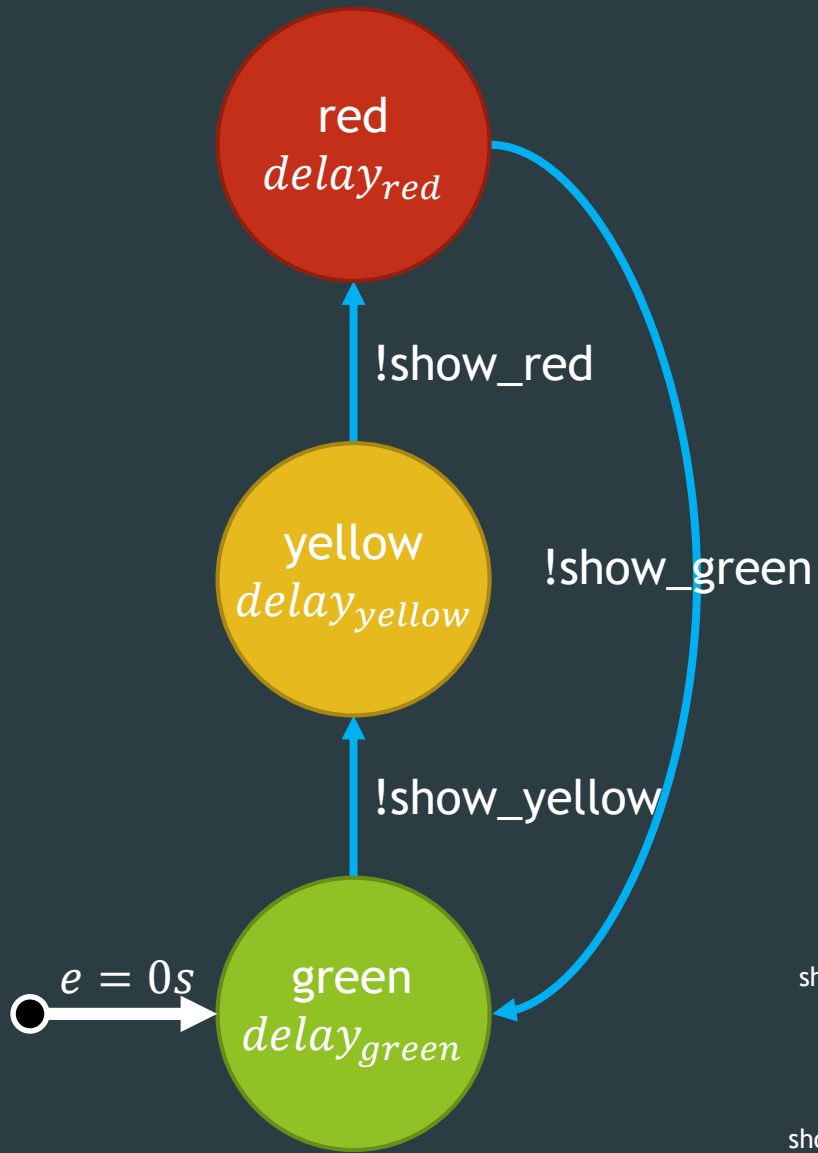 red
delay_red
!show_red
yellow
delay_yellow
!show_green
!show_yellow
e = 0s
green
delay_green